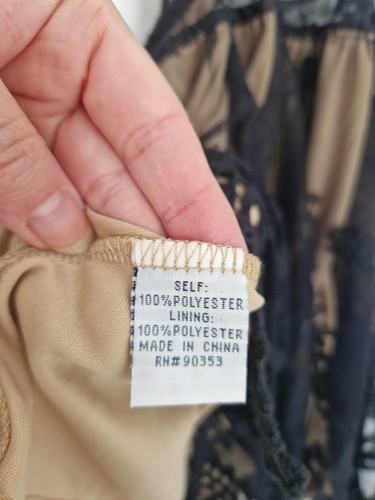 SELF:
100%POLYESTER
LINING:
100%POLYESTER
MADE IN CHINA
RN#90353